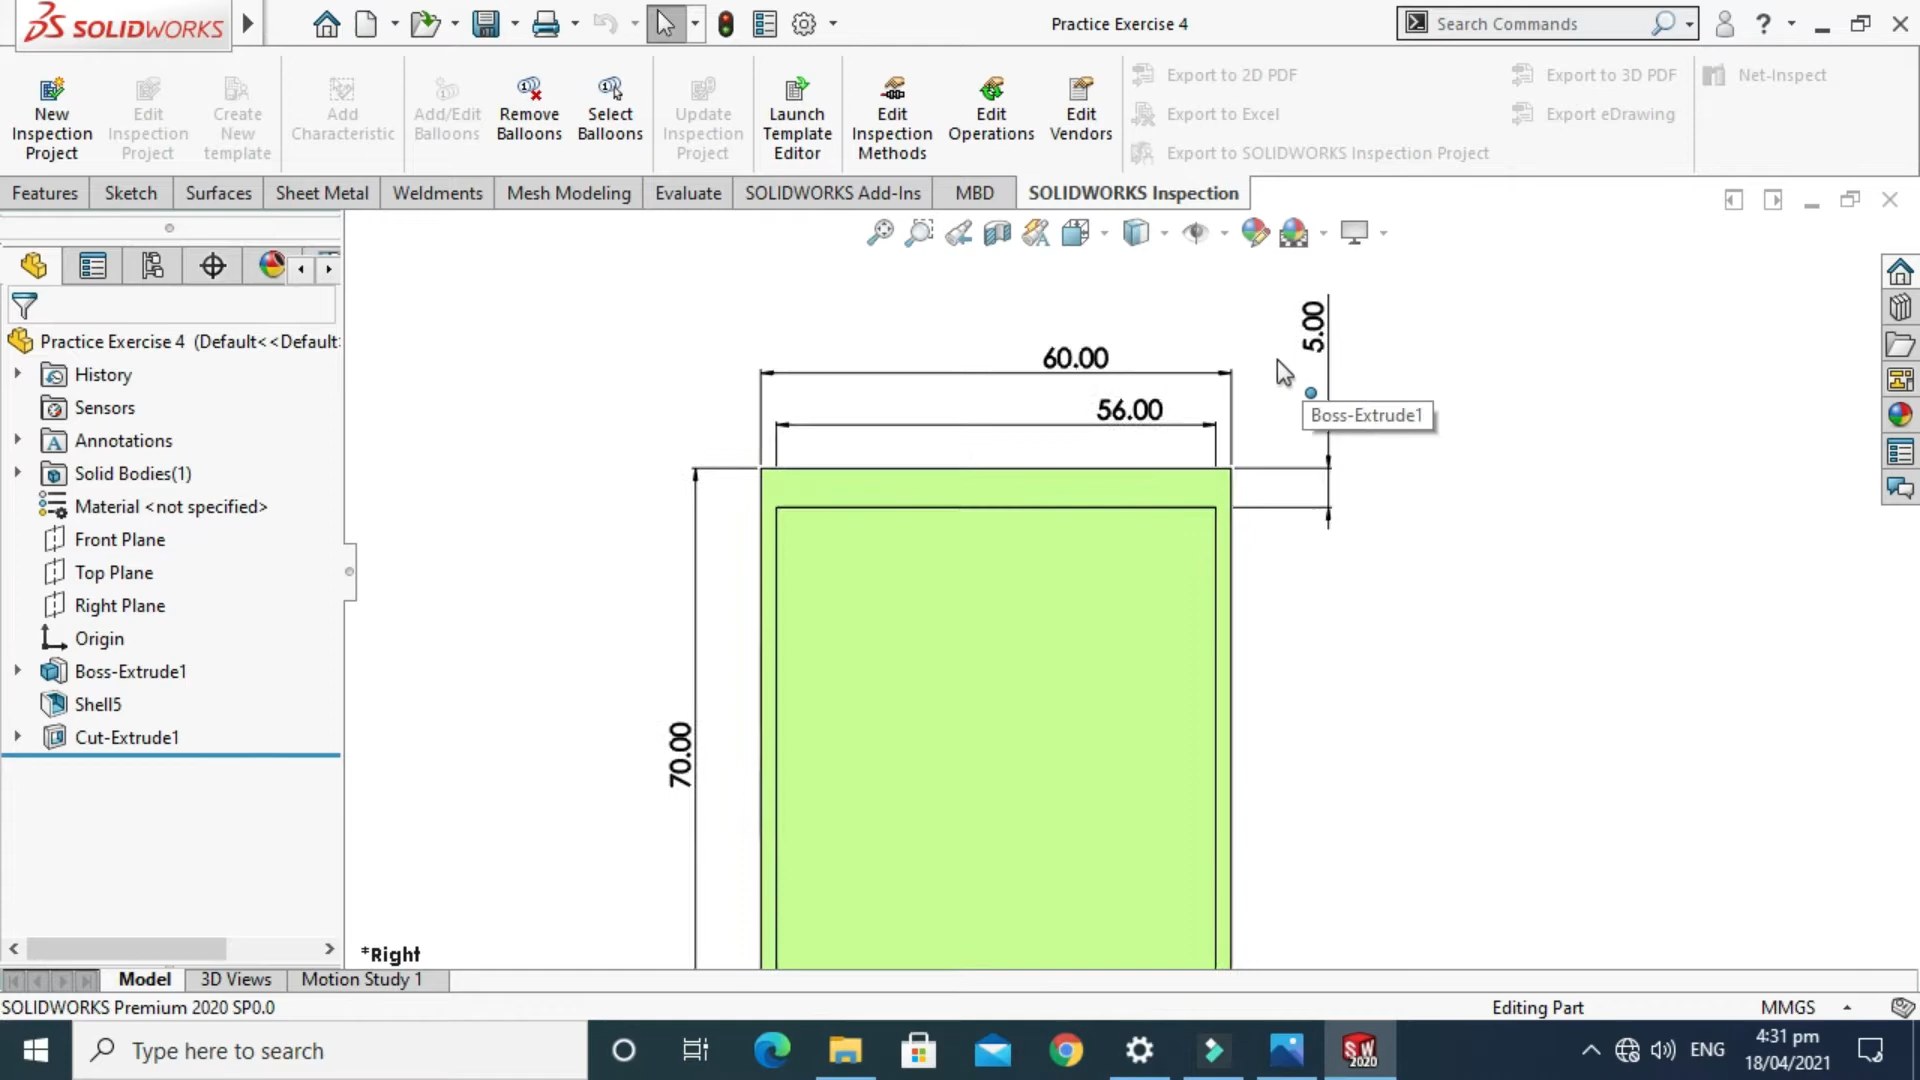 SOLIDWORKS
Practice Exercise 4
Search Commands
New Inspection Project
Edit Inspection Project
Create New template
Add Characteristic
Add/Edit Balloons
Remove Balloons
Select Balloons
Update Inspection Project
Launch Template Editor
Edit Inspection Methods
Edit Operations
Edit Vendors
Export to 2D PDF
Export to Excel
Export to SOLIDWORKS Inspection Project
Export to 3D PDF
Export eDrawing
Net-Inspect
Features
Sketch
Surfaces
Sheet Metal
Weldments
Mesh Modeling
Evaluate
SOLIDWORKS Add-Ins
MBD
SOLIDWORKS Inspection
Practice Exercise 4 (Default<<Default
History
Sensors
Annotations
Solid Bodies(1)
Material <not specified>
Front Plane
Top Plane
Right Plane
Origin
Boss-Extrude1
Shell5
Cut-Extrude1
60.00
56.00
5.00
Boss-Extrude1
70.00
*Right
Model
3D Views
Motion Study 1
SOLIDWORKS Premium 2020 SP0.0
Editing Part
MMGS
Type here to search
SW
2020
ENG
4:31 pm
18/04/2021